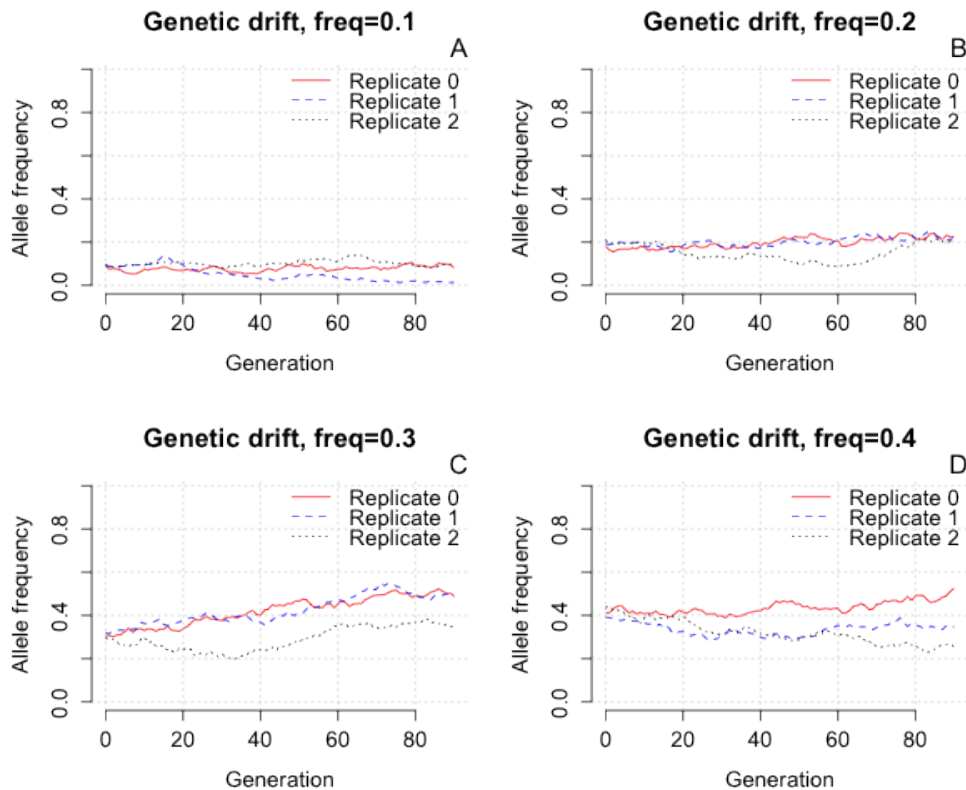 Genetic drift, freq=0.1
A
Allele frequency
0.0 0.4 0.8
Replicate 0
Replicate 1
Replicate 2
0 20 40 60 80
Generation
Genetic drift, freq=0.2
B
Allele frequency
0.0 0.4 0.8
Replicate 0
Replicate 1
Replicate 2
0 20 40 60 80
Generation
Genetic drift, freq=0.3
C
Allele frequency
0.0 0.4 0.8
Replicate 0
Replicate 1
Replicate 2
0 20 40 60 80
Generation
Genetic drift, freq=0.4
D
Allele frequency
0.0 0.4 0.8
Replicate 0
Replicate 1
Replicate 2
0 20 40 60 80
Generation